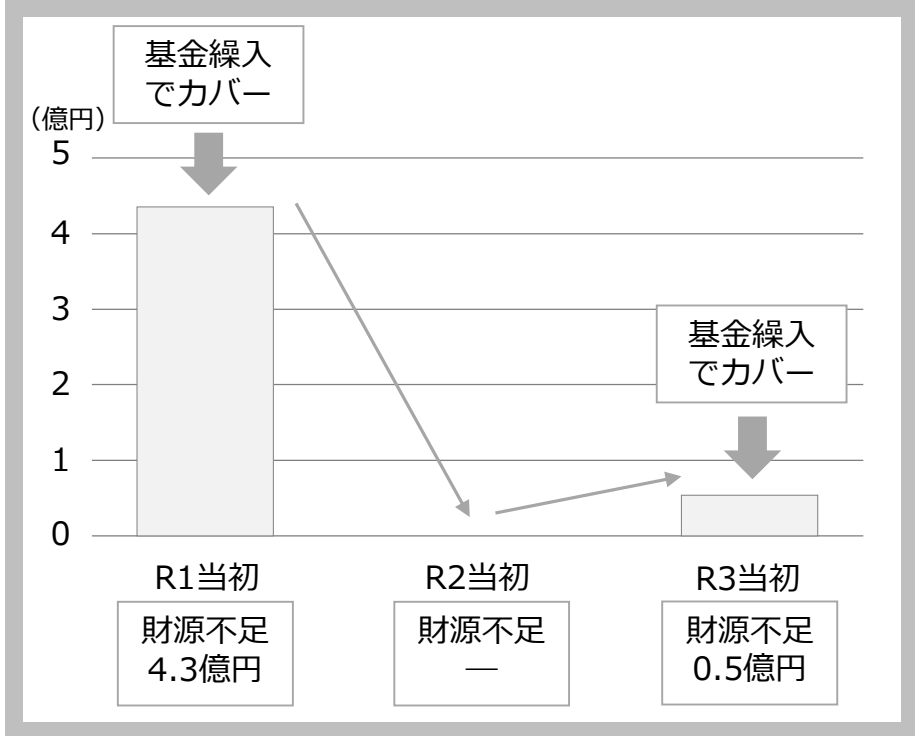 基金繰入
でカバー
（億円）
5
4
3
2
1
0
基金繰入
でカバー
R1当初
R2当初
R3当初
財源不足
4.3億円
財源不足
―
財源不足
0.5億円